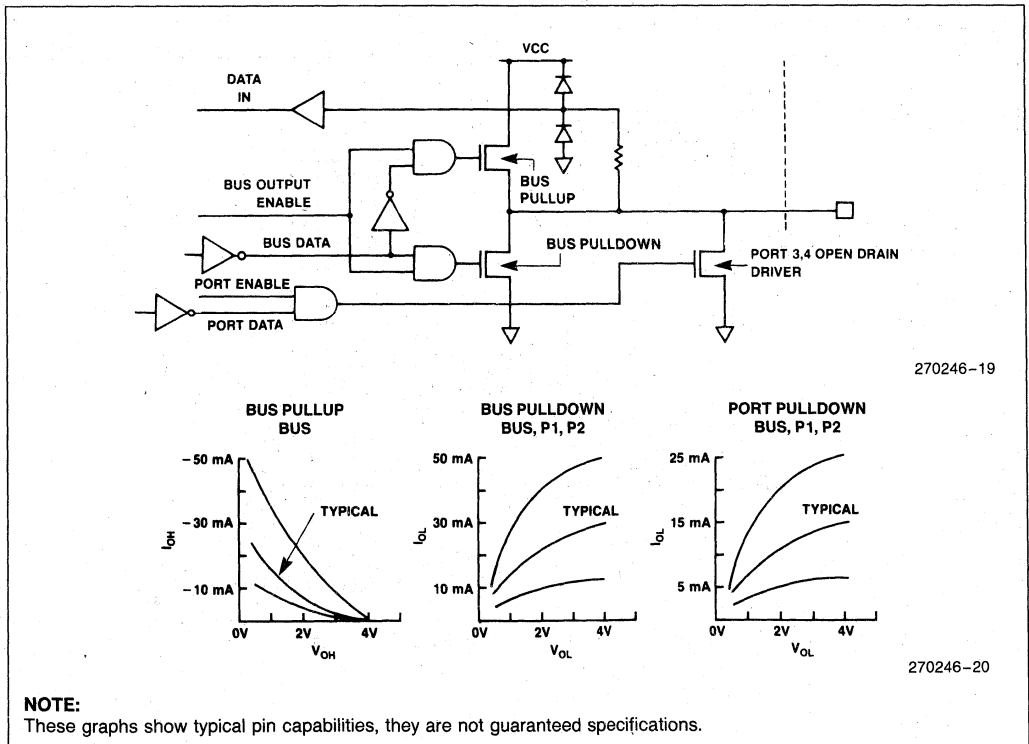 VCC
DATA
IN
BUS
PULLUP
BUS OUTPUT
ENABLE
BUS DATA
BUS PULLDOWN
PORT 3,4 OPEN DRAIN
DRIVER
PORT ENABLE
PORT DATA
270246–19
BUS PULLUP
BUS
– 50 mA
– 30 mA
– 10 mA
IOH
TYPICAL
0V 2V 4V
VOH
BUS PULLDOWN
BUS, P1, P2
50 mA
30 mA
10 mA
IOL
TYPICAL
0V 2V 4V
VOL
PORT PULLDOWN
BUS, P1, P2
25 mA
15 mA
5 mA
IOL
TYPICAL
0V 2V 4V
VOL
270246–20
NOTE:
These graphs show typical pin capabilities, they are not guaranteed specifications.